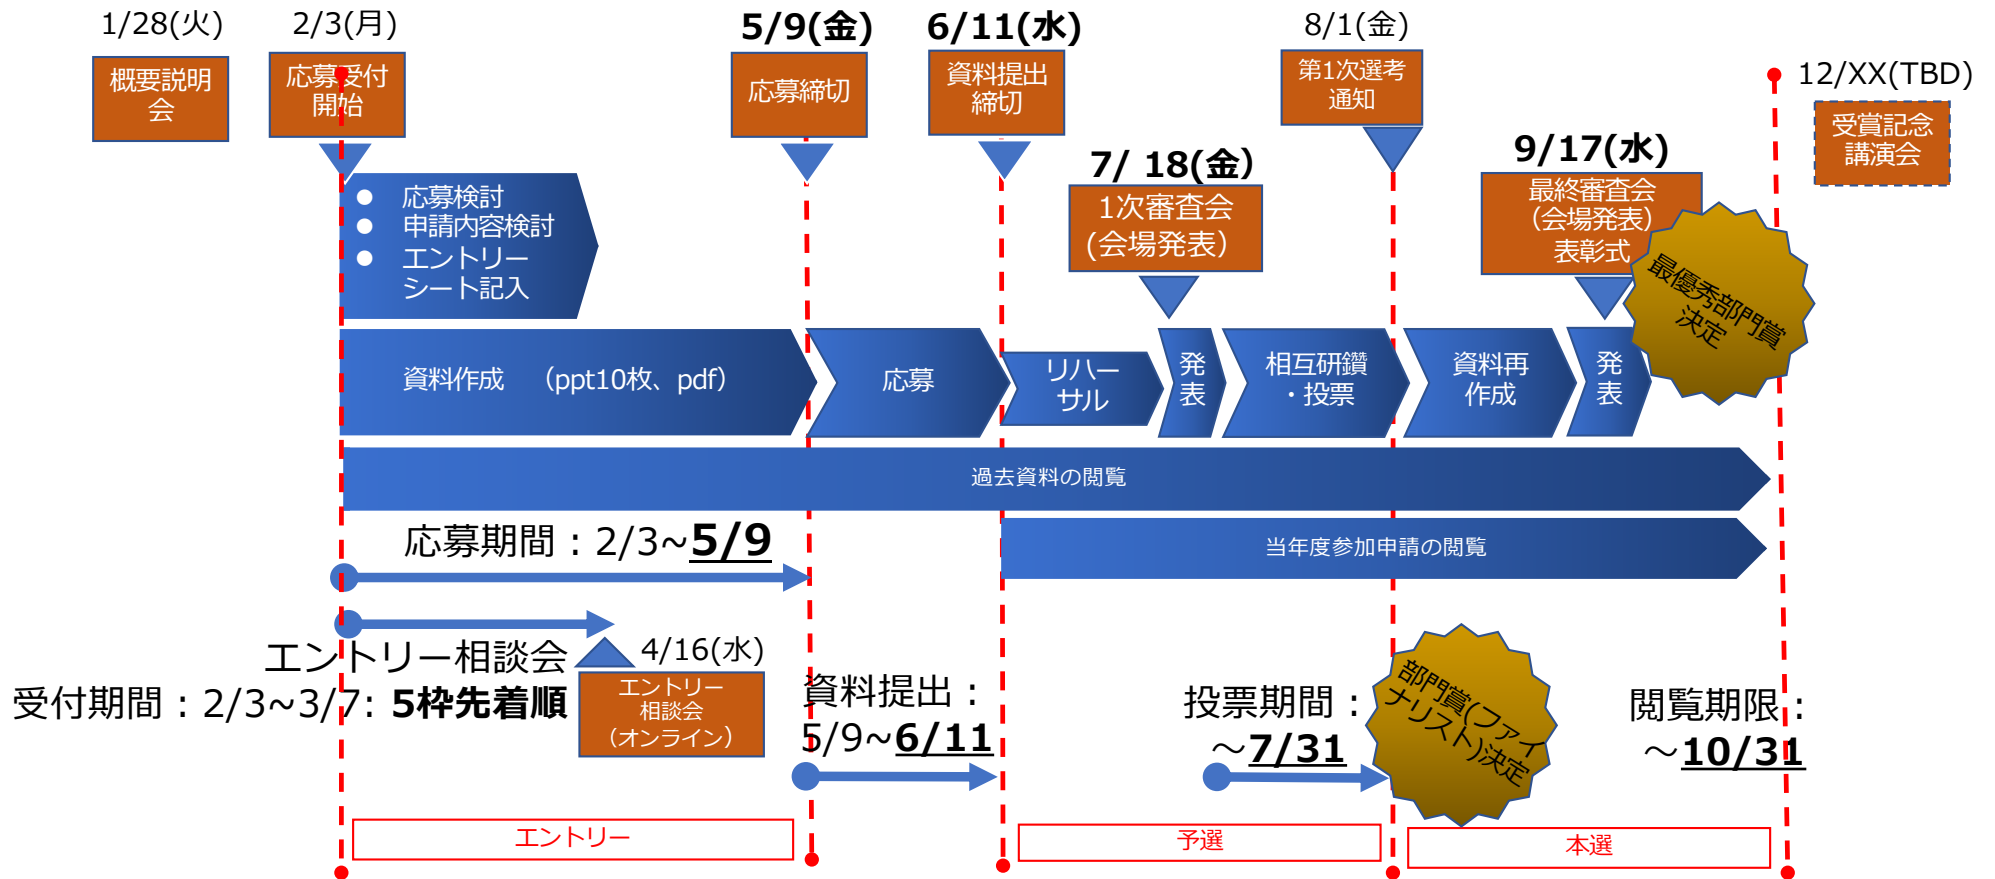 1/28(火)
概要説明
会
2/3(月)
応募受付
開始
5/9(金)
応募締切
6/11(水)
資料提出
締切
8/1(金)
第1次選考
通知
12/XX(TBD)
受賞記念
講演会
7/ 18(金）
1次審査会
(会場発表）
9/17(水)
最終審査会
（会場発表）
表彰式
最優秀部門賞
決定
● 応募検討
● 申請内容検討
● エントリー
シート記入
資料作成　（ppt10枚、pdf）
応募
リハー
サル
発
表
相互研鑽
・投票
資料再
作成
発
表
過去資料の閲覧
当年度参加申請の閲覧
応募期間：2/3~5/9
エントリー相談会
受付期間：2/3~3/7: 5枠先着順
4/16(水)
エントリー
相談会
（オンライン）
資料提出：
5/9~6/11
投票期間：
～7/31
部門賞(ファイ
ナリスト)決定
閲覧期限：
～10/31
エントリー
予選
本選